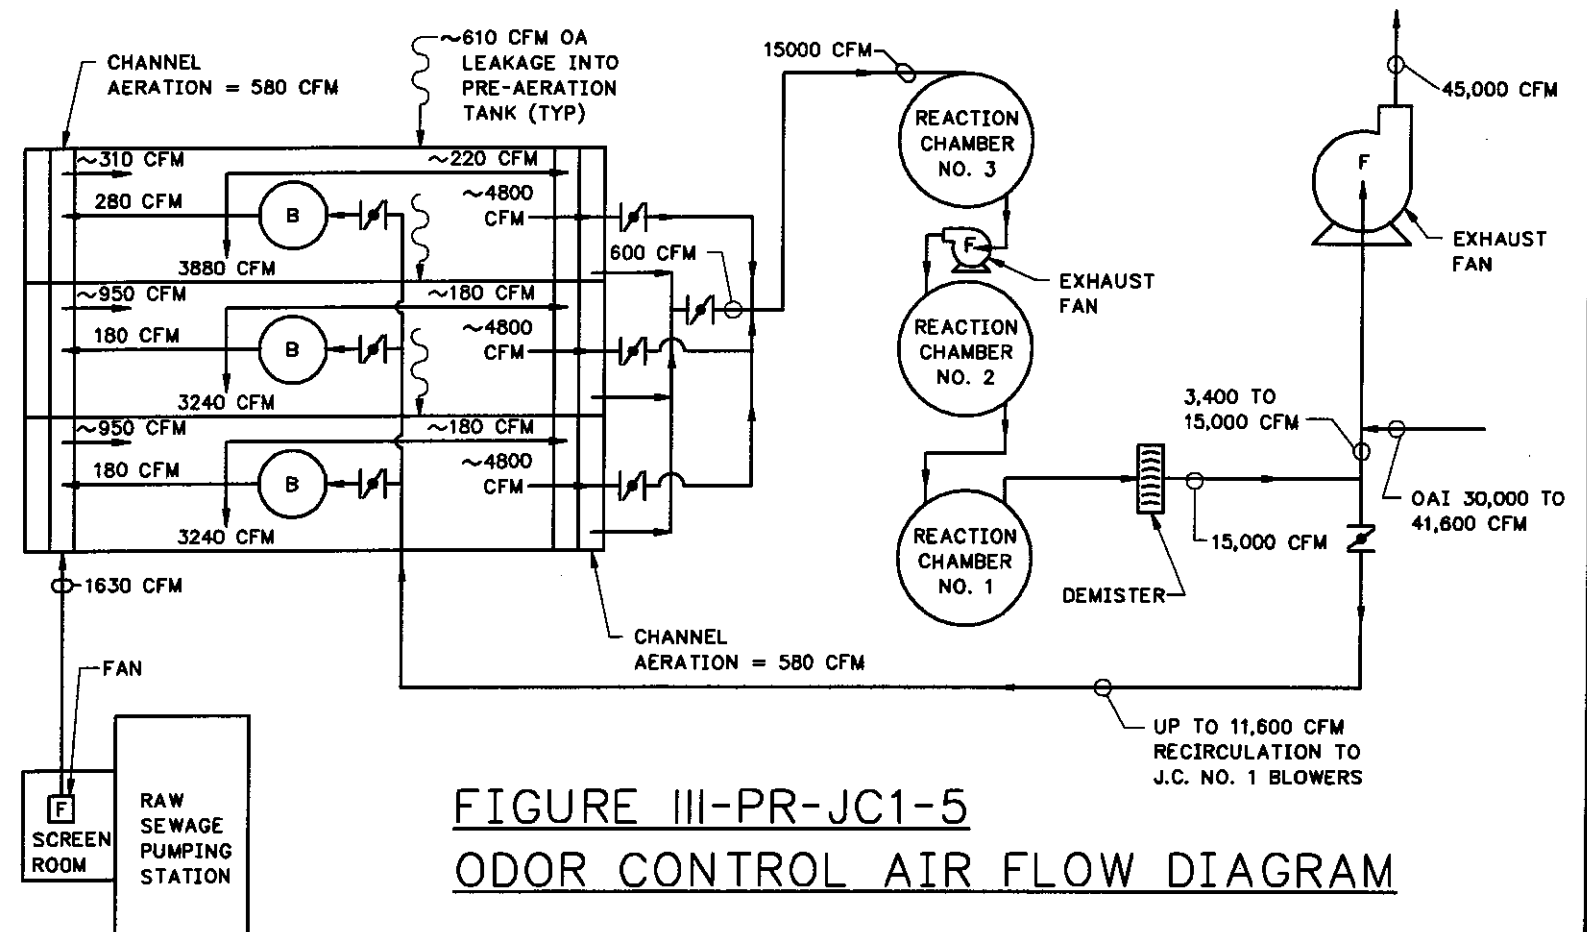 CHANNEL
AERATION = 580 CFM
~610 CFM OA
LEAKAGE INTO
PRE-AERATION
TANK (TYP)
15000 CFM
REACTION
CHAMBER
NO. 3
45,000 CFM
F
EXHAUST
FAN
~310 CFM
~220 CFM
280 CFM
B
~4800
CFM
3880 CFM
600 CFM
F
EXHAUST
FAN
~950 CFM
~180 CFM
180 CFM
B
~4800
CFM
3240 CFM
REACTION
CHAMBER
NO. 2
~950 CFM
~180 CFM
180 CFM
B
~4800
CFM
3240 CFM
3,400 TO
15,000 CFM
OAI 30,000 TO
41,600 CFM
REACTION
CHAMBER
NO. 1
15,000 CFM
DEMISTER
1630 CFM
CHANNEL
AERATION = 580 CFM
FAN
UP TO 11,600 CFM
RECIRCULATION TO
J.C. NO. 1 BLOWERS
F
SCREEN
ROOM
RAW
SEWAGE
PUMPING
STATION
FIGURE III-PR-JC1-5
ODOR CONTROL AIR FLOW DIAGRAM